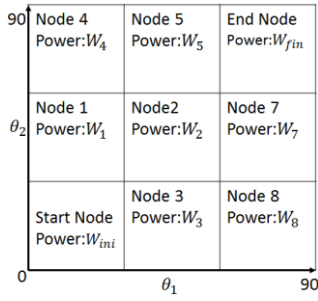 90
Node 4
Power:W₄
Node 5
Power:W₅
End Node
Power:W_fin
θ₂
Node 1
Power:W₁
Node2
Power:W₂
Node 7
Power:W₇
Start Node
Power:W_ini
Node 3
Power:W₃
Node 8
Power:W₈
0
θ₁
90